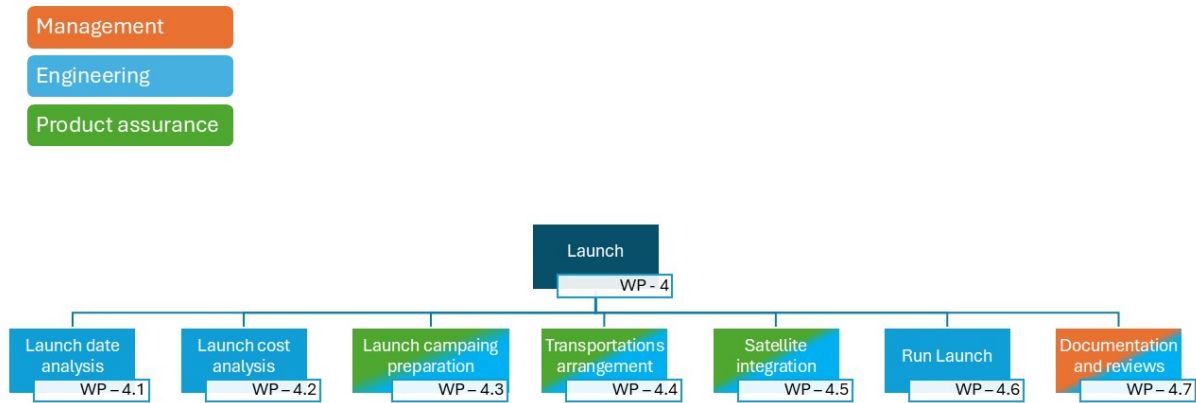 Management
Engineering
Product assurance
Launch
WP - 4
Launch date
analysis
WP – 4.1
Launch cost
analysis
WP – 4.2
Launch campaing
preparation
WP – 4.3
Transportations
arrangement
WP – 4.4
Satellite
integration
WP – 4.5
Run Launch
WP – 4.6
Documentation
and reviews
WP – 4.7